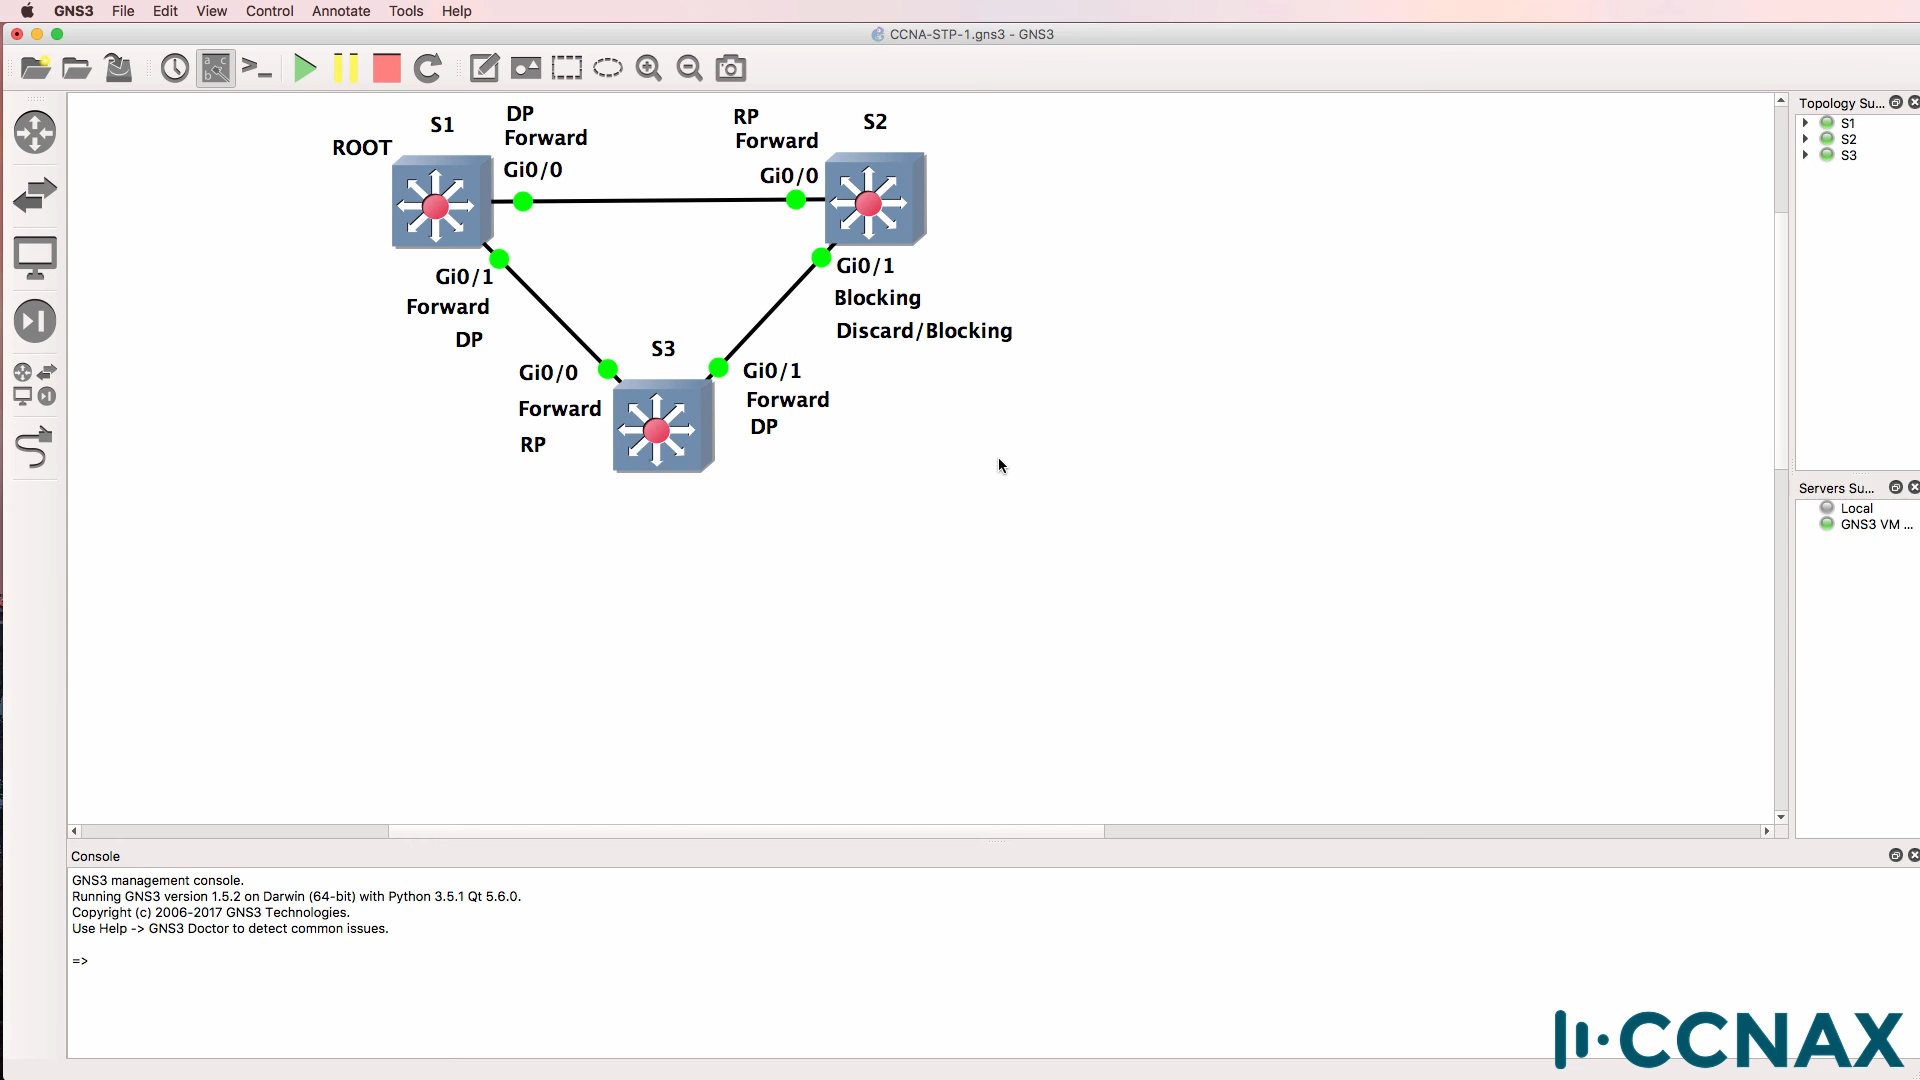 GNS3 File Edit View Control Annotate Tools Help
CCNA-STP-1.gns3 - GNS3
Topology Su...
S1
S2
S3
Servers Su...
Local
GNS3 VM ...
S1
DP
Forward
Gi0/0
ROOT
RP
Forward
Gi0/0
S2
Gi0/1
Forward
DP
Gi0/1
Blocking
Discard/Blocking
S3
Gi0/0
Forward
RP
Gi0/1
Forward
DP
Console
GNS3 management console.
Running GNS3 version 1.5.2 on Darwin (64-bit) with Python 3.5.1 Qt 5.6.0.
Copyright (c) 2006-2017 GNS3 Technologies.
Use Help -> GNS3 Doctor to detect common issues.
=>
CCNAX